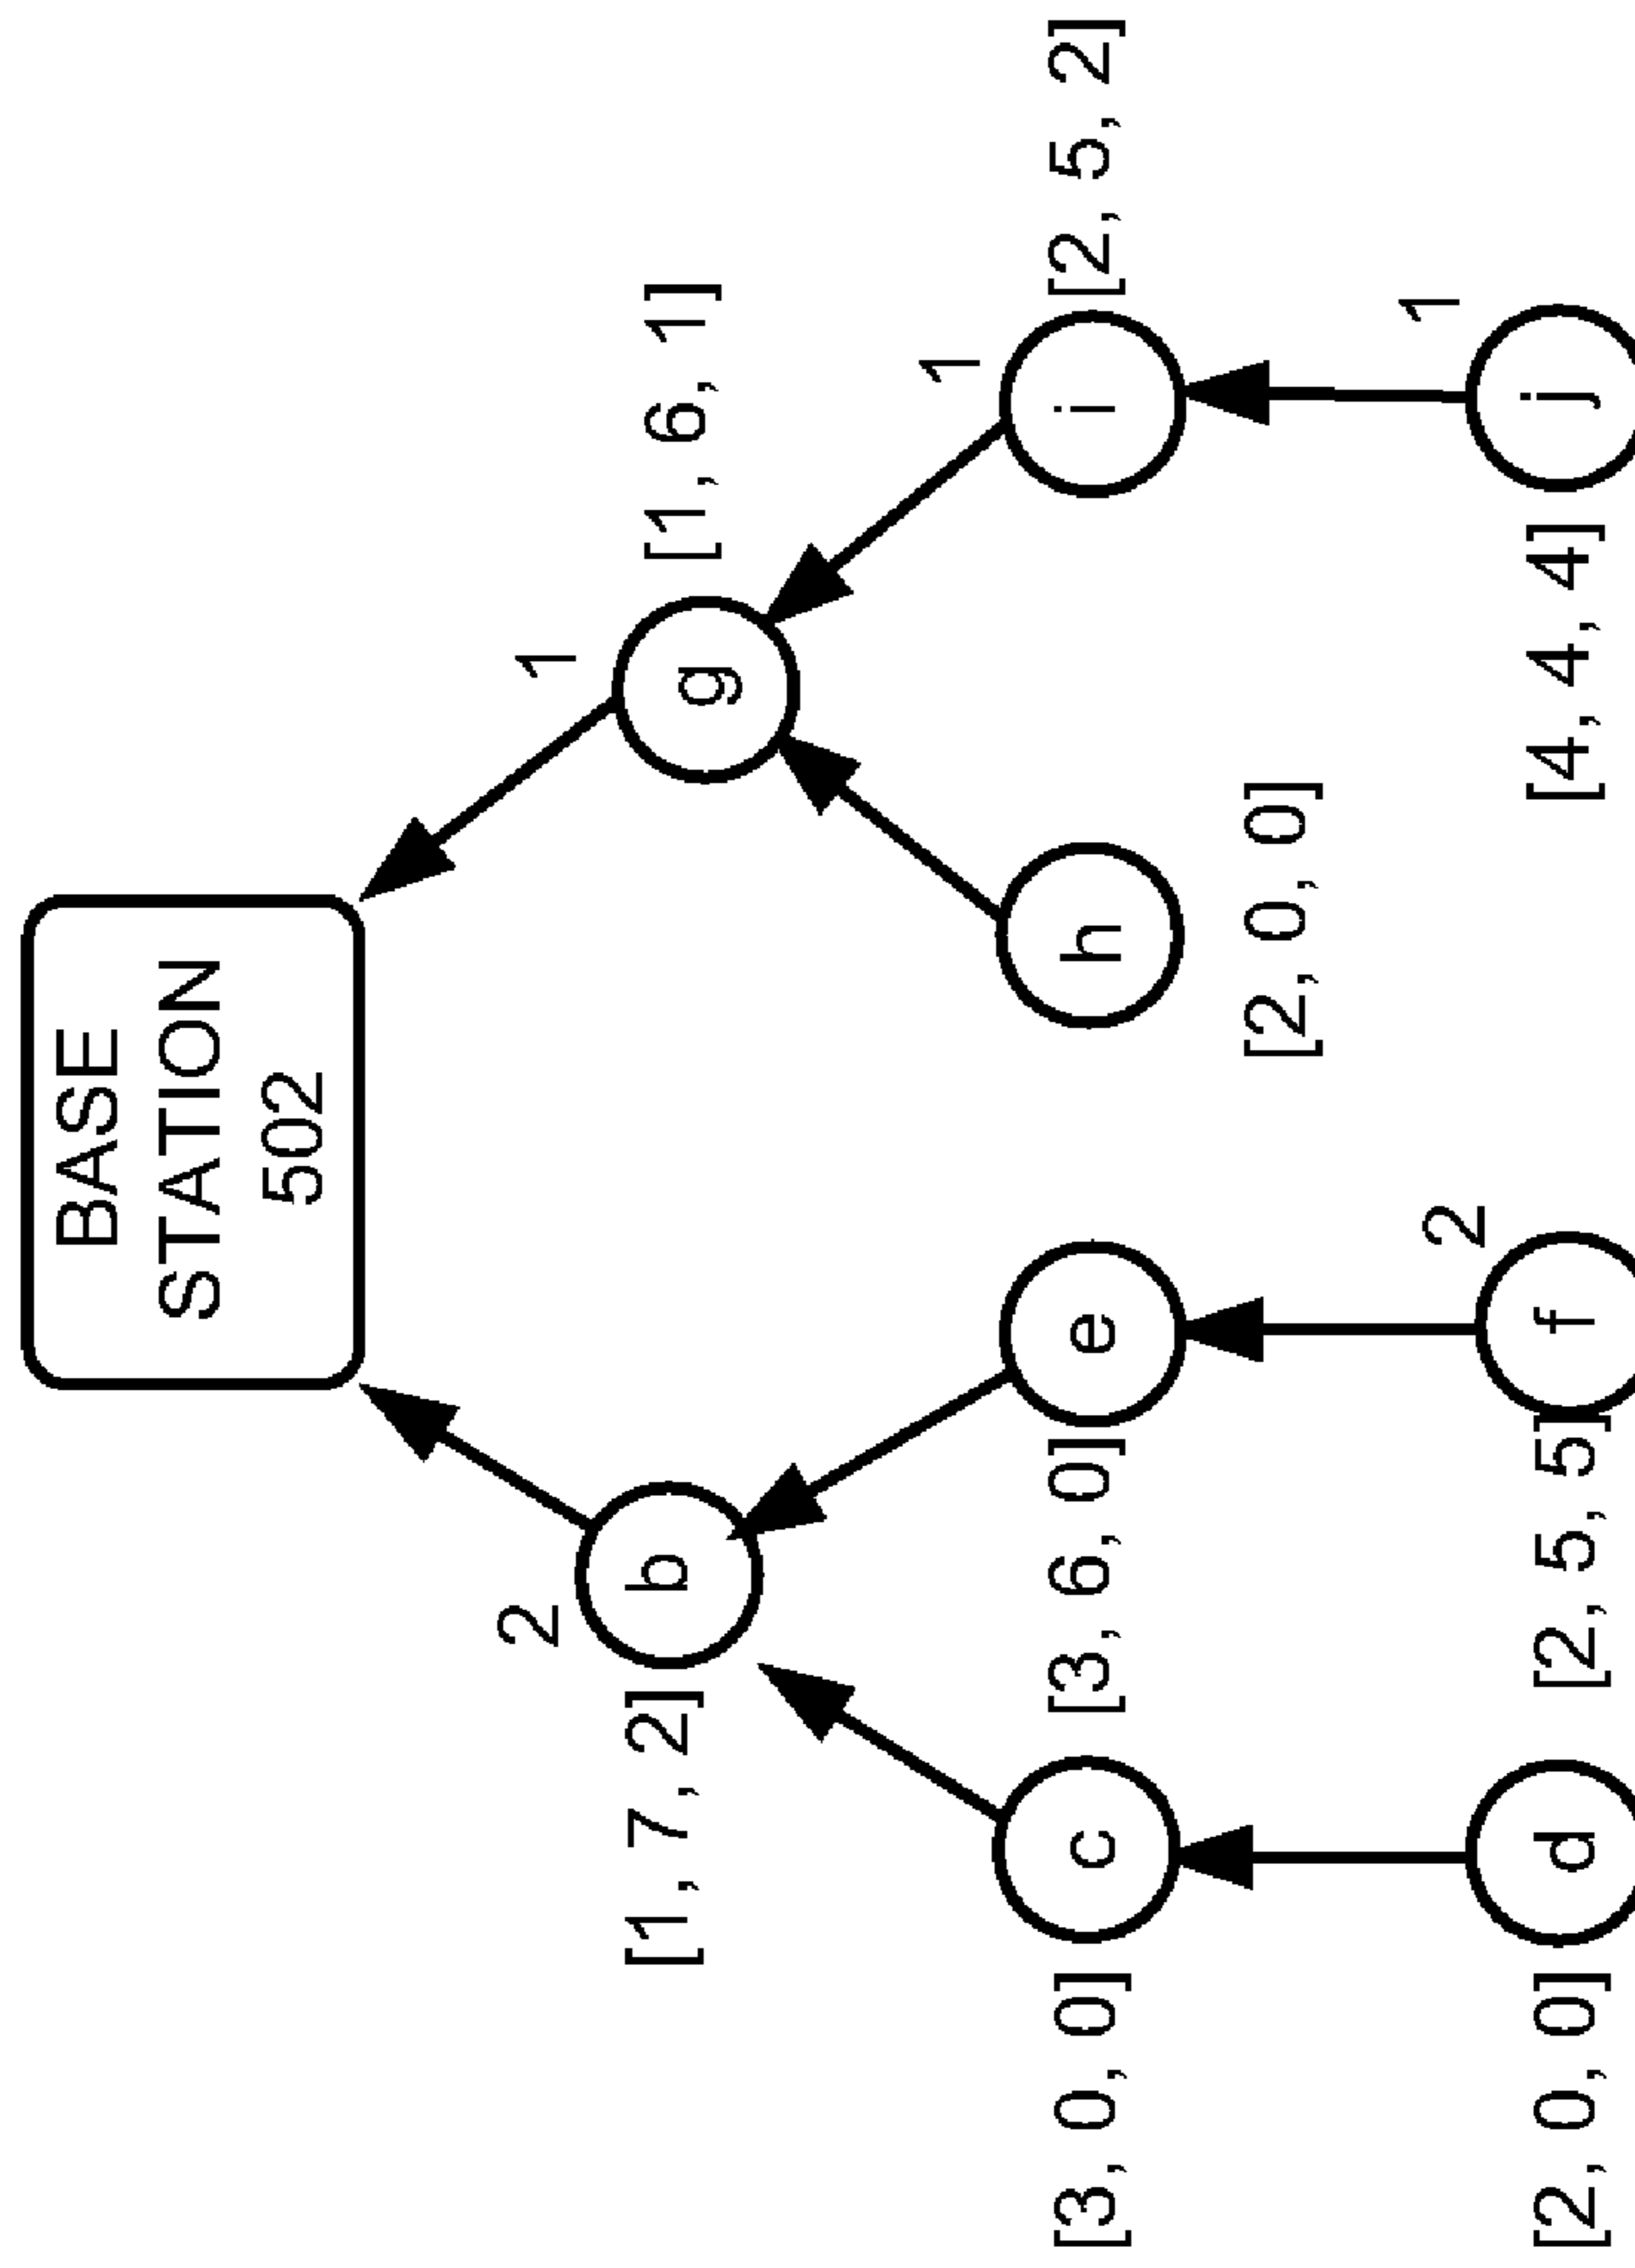 BASE
STATION
502
2
b
[1, 7, 2]
1
g
[1, 6, 1]
c
[3, 0, 0]
e
[3, 6, 0]
h
[2, 0, 0]
1
i
[2, 5, 2]
d
[2, 0, 0]
2
f
[2, 5, 5]
1
j
[4, 4, 4]